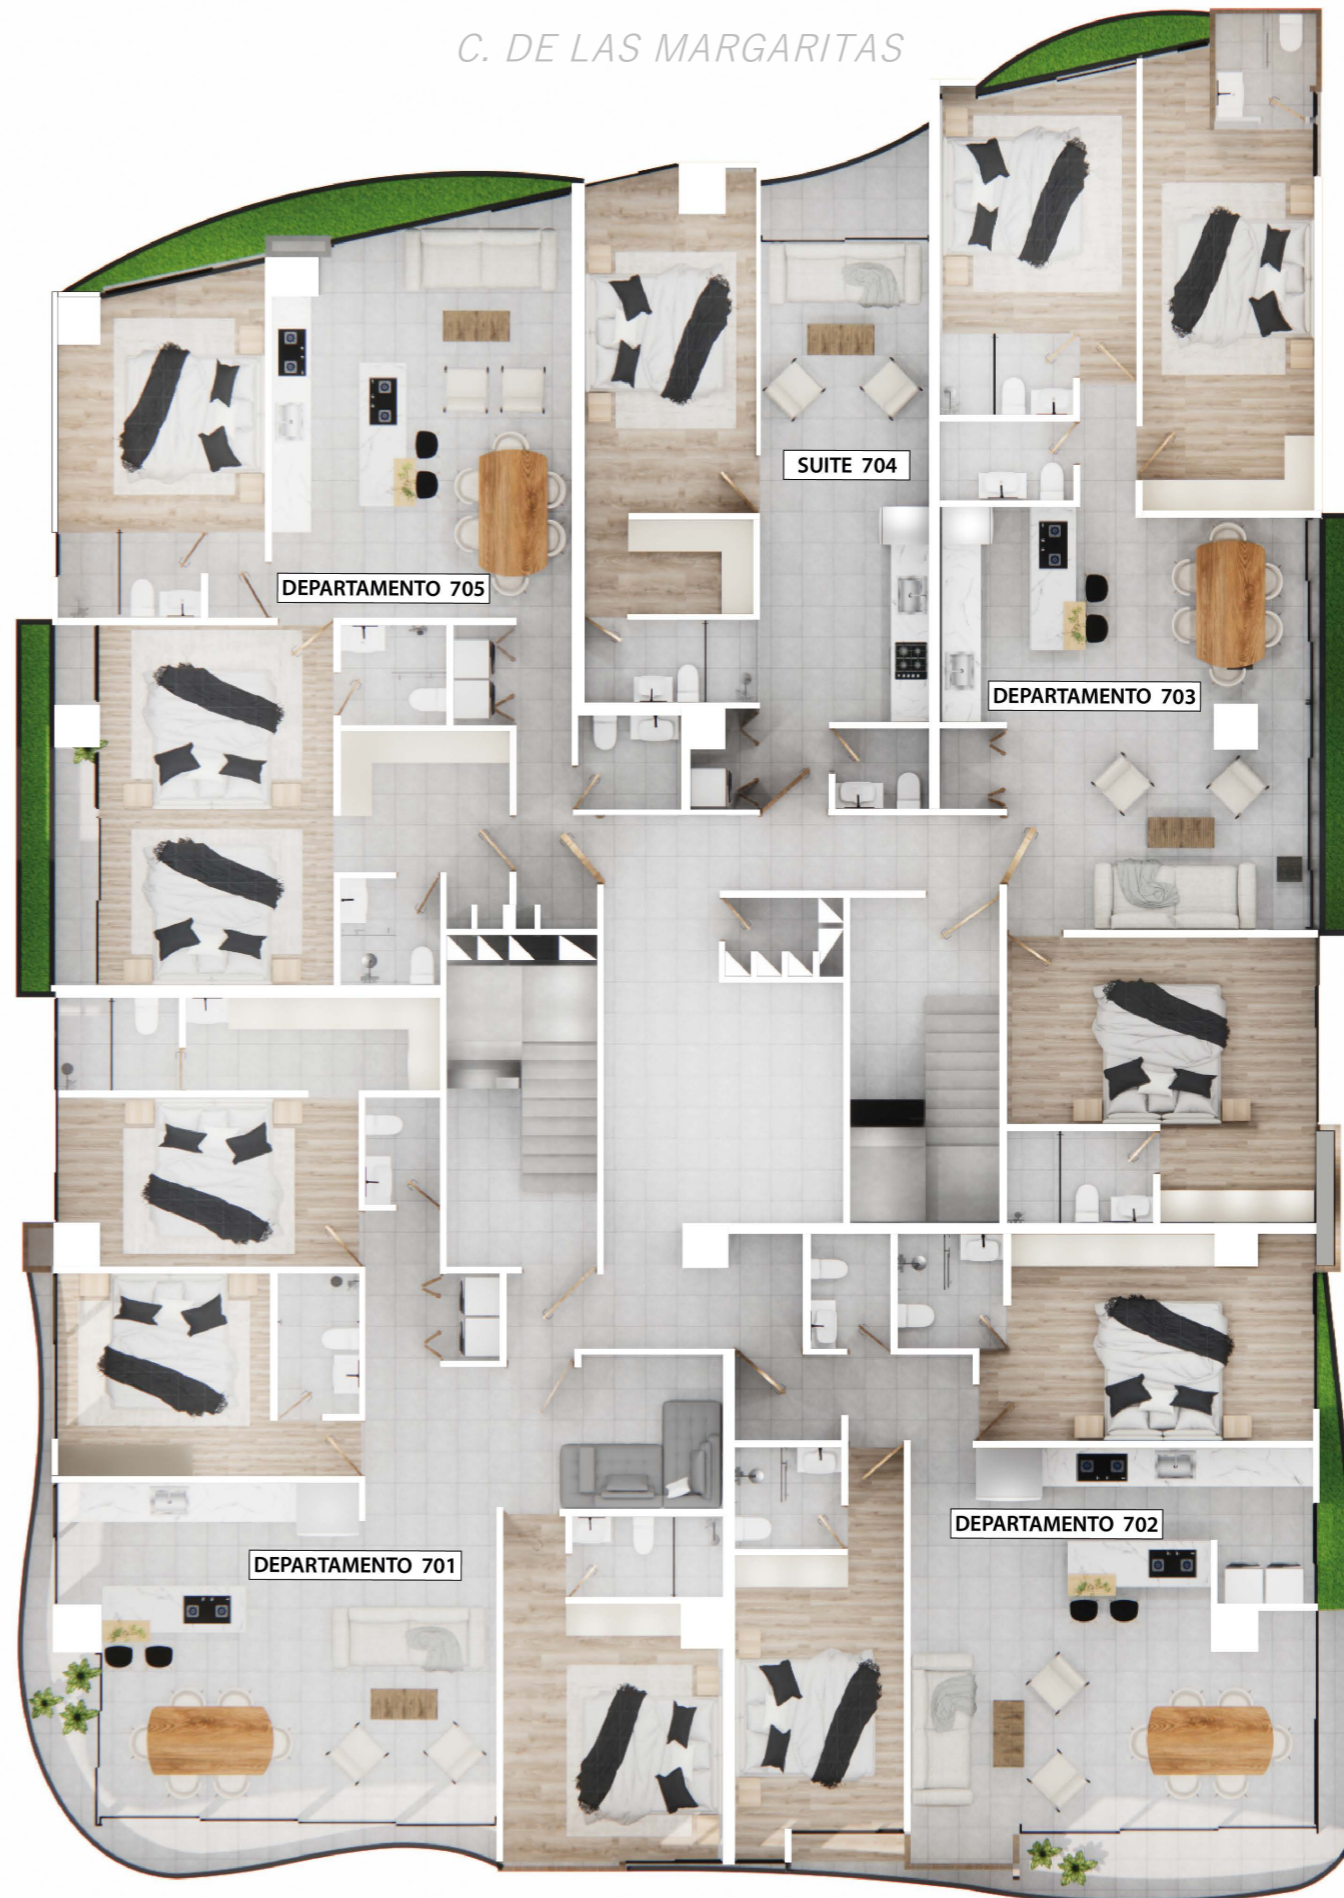 C. DE LAS MARGARITAS
SUITE 704
DEPARTAMENTO 705
DEPARTAMENTO 703
DEPARTAMENTO 702
DEPARTAMENTO 701